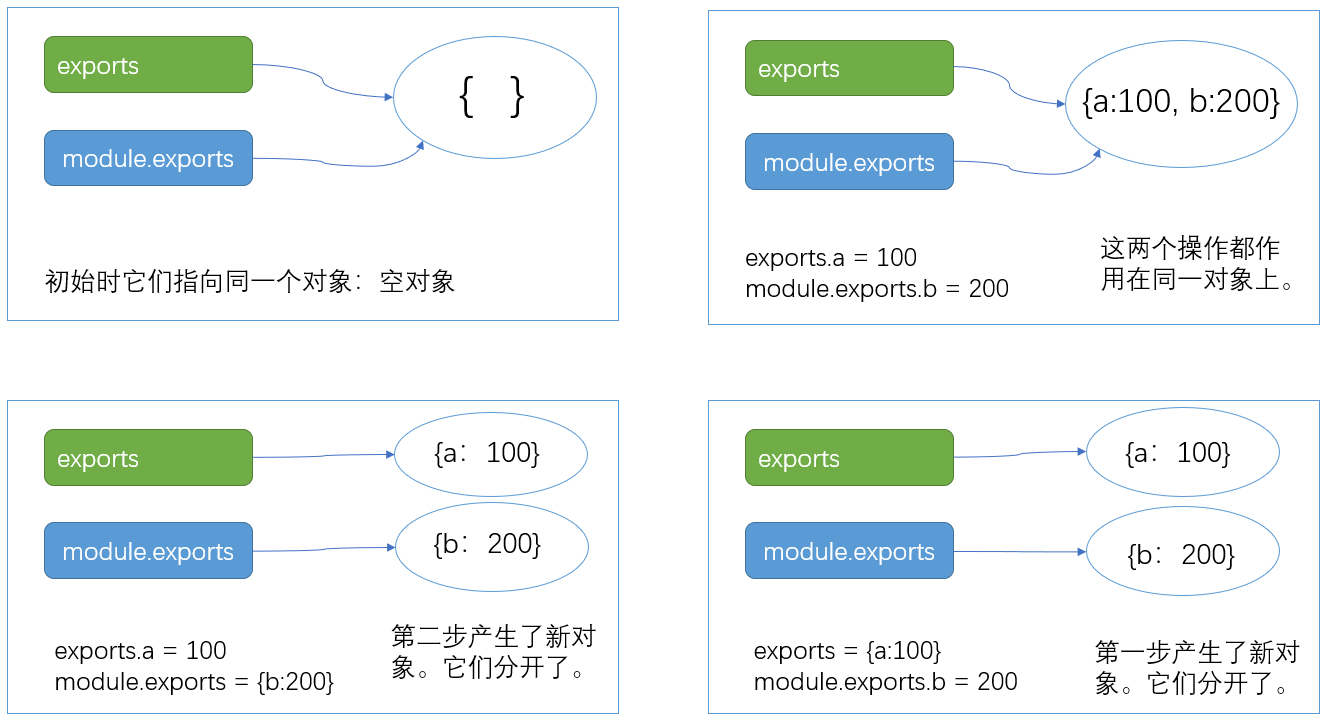 exports
{ }
module.exports
初始时它们指向同一个对象：空对象
exports
{a:100, b:200}
module.exports
exports.a = 100
module.exports.b = 200
这两个操作都作
用在同一对象上。
exports
{a：100}
module.exports
{b：200}
exports.a = 100
module.exports = {b:200}
第二步产生了新对
象。它们分开了。
exports
{a：100}
module.exports
{b：200}
exports = {a:100}
module.exports.b = 200
第一步产生了新对
象。它们分开了。